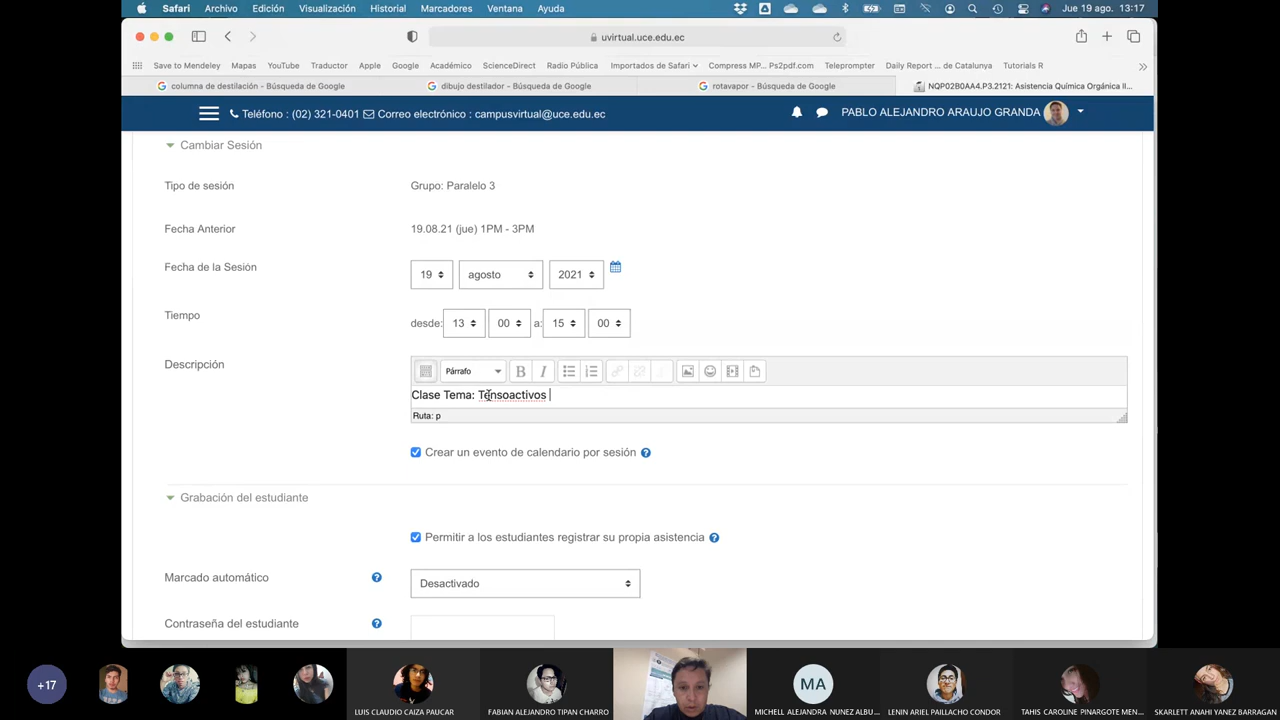 Safari Archivo Edición Visualización Historial Marcadores Ventana Ayuda Jue 19 ago. 13:17
uvirtual.uce.edu.ec
Save to Mendeley Mapas YouTube Traductor Apple Google Académico ScienceDirect Radio Pública Importados de Safari Compress MP... Ps2pdf.com Teleprompter Daily Report ... de Catalunya Tutorials R
columna de destilación - Búsqueda de Google dibujo destilador - Búsqueda de Google rotavapor - Búsqueda de Google NQP02B0AA4.P3.2121: Asistencia Química Orgánica II...
Teléfono : (02) 321-0401 Correo electrónico : campusvirtual@uce.edu.ec PABLO ALEJANDRO ARAUJO GRANDA
Cambiar Sesión
Tipo de sesión Grupo: Paralelo 3
Fecha Anterior 19.08.21 (jue) 1PM - 3PM
Fecha de la Sesión 19 agosto 2021
Tiempo desde: 13 00 a: 15 00
Descripción Párrafo B I
Clase Tema: Tensoactivos
Ruta: p
Crear un evento de calendario por sesión ?
Grabación del estudiante
Permitir a los estudiantes registrar su propia asistencia ?
Marcado automático ? Desactivado
Contraseña del estudiante ?
+17 MA
LUIS CLAUDIO CAIZA PAUCAR FABIAN ALEJANDRO TIPAN CHARRO MICHELL ALEJANDRA NUNEZ ALBU... LENIN ARIEL PAILLACHO CONDOR TAHIS CAROLINE PINARGOTE MEN... SKARLETT ANAHI YANEZ BARRAGAN